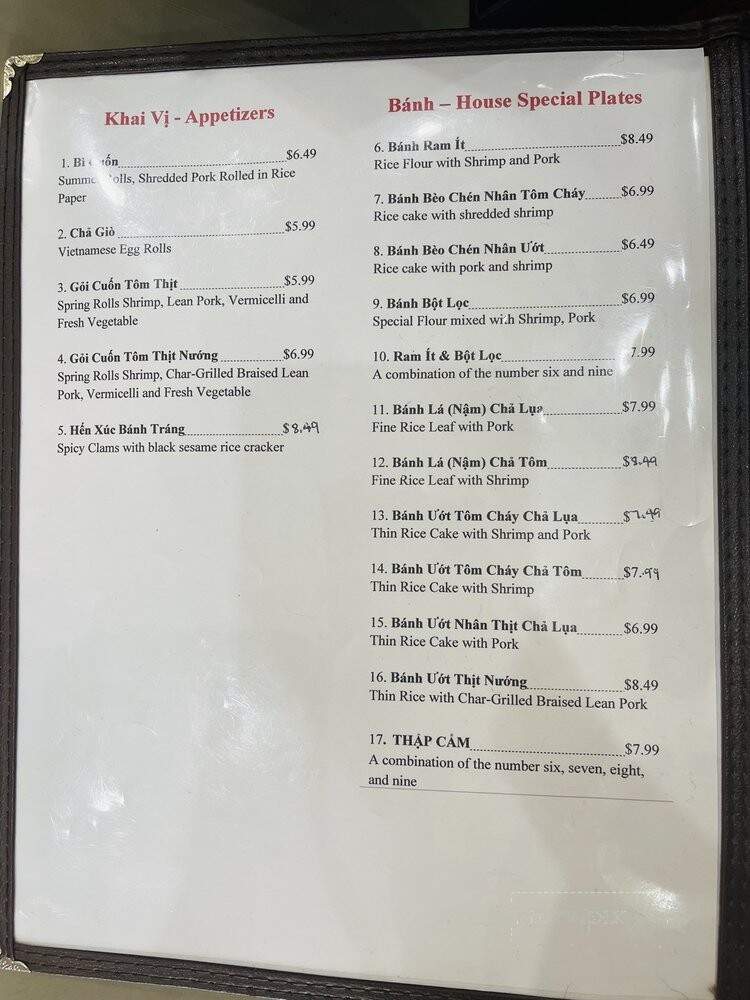 Khai Vị - Appetizers
1. Bì Cuốn $6.49
Summer Rolls, Shredded Pork Rolled in Rice
Paper
2. Chả Giò $5.99
Vietnamese Egg Rolls
3. Gỏi Cuốn Tôm Thịt $5.99
Spring Rolls Shrimp, Lean Pork, Vermicelli and
Fresh Vegetable
4. Gỏi Cuốn Tôm Thịt Nướng $6.99
Spring Rolls Shrimp, Char-Grilled Braised Lean
Pork, Vermicelli and Fresh Vegetable
5. Hến Xúc Bánh Tráng $8.49
Spicy Clams with black sesame rice cracker
Bánh – House Special Plates
6. Bánh Ram Ít $8.49
Rice Flour with Shrimp and Pork
7. Bánh Bèo Chén Nhân Tôm Cháy $6.99
Rice cake with shredded shrimp
8. Bánh Bèo Chén Nhân Ướt $6.49
Rice cake with pork and shrimp
9. Bánh Bột Lọc $6.99
Special Flour mixed with Shrimp, Pork
10. Ram Ít & Bột Lọc 7.99
A combination of the number six and nine
11. Bánh Lá (Nậm) Chả Lụa $7.99
Fine Rice Leaf with Pork
12. Bánh Lá (Nậm) Chả Tôm $8.49
Fine Rice Leaf with Shrimp
13. Bánh Ướt Tôm Cháy Chả Lụa $7.49
Thin Rice Cake with Shrimp and Pork
14. Bánh Ướt Tôm Cháy Chả Tôm $7.99
Thin Rice Cake with Shrimp
15. Bánh Ướt Nhân Thịt Chả Lụa $6.99
Thin Rice Cake with Pork
16. Bánh Ướt Thịt Nướng $8.49
Thin Rice with Char-Grilled Braised Lean Pork
17. THẬP CẨM $7.99
A combination of the number six, seven, eight,
and nine